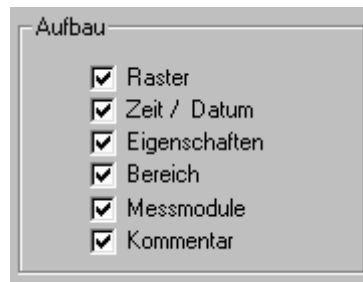 Aufbau
Raster
Zeit / Datum
Eigenschaften
Bereich
Messmodule
Kommentar